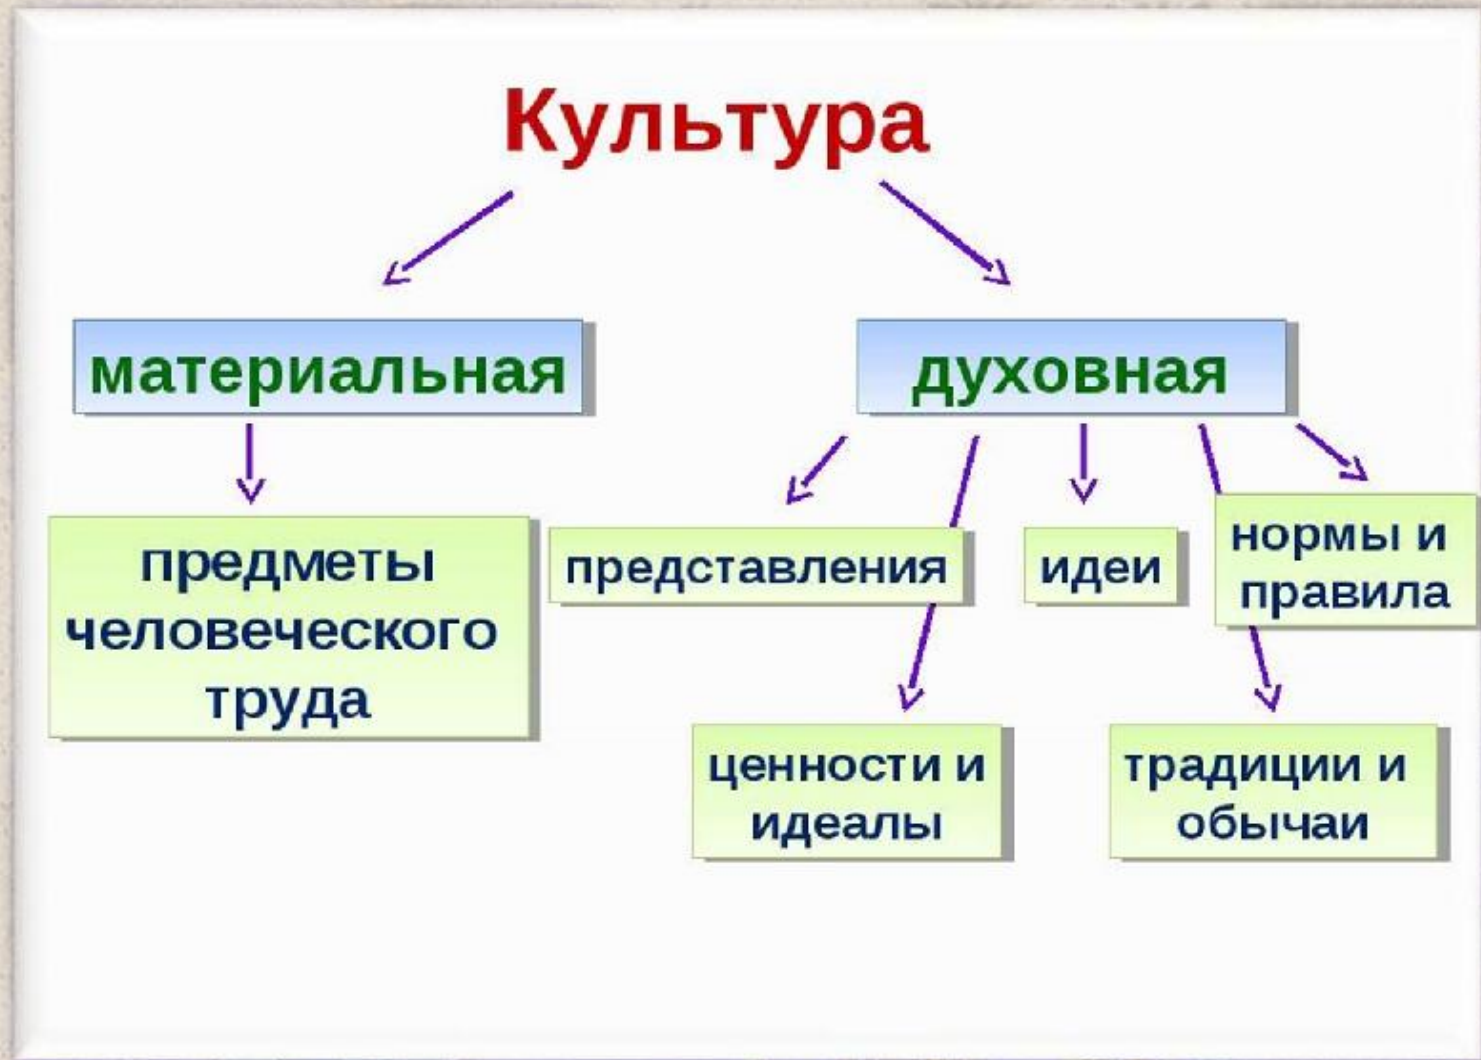 Культура
материальная
духовная
предметы
человеческого
труда
представления
идеи
нормы и
правила
ценности и
идеалы
традиции и
обычаи